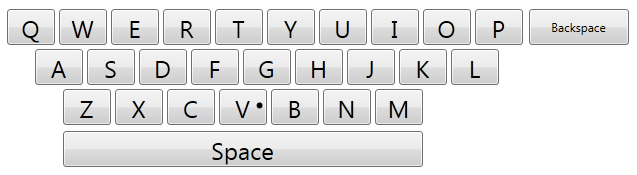 Q W E R T Y U I O P Backspace
A S D F G H J K L
Z X C V B N M
Space